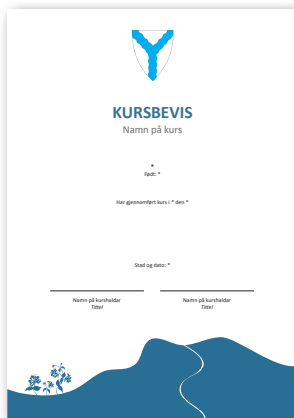 KURSBEVIS
Namn på kurs
*
Født: *
Har gjennomført kurs i * den *
Stad og dato: *
Namn på kurshaldar
Tittel
Namn på kurshaldar
Tittel